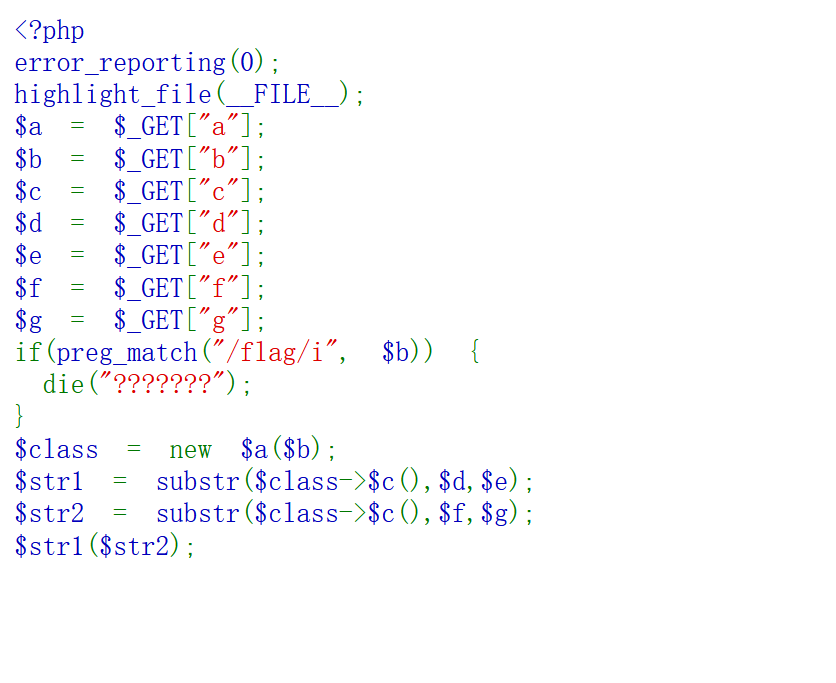 <?php
error_reporting(0);
highlight_file(__FILE__);
$a = $_GET["a"];
$b = $_GET["b"];
$c = $_GET["c"];
$d = $_GET["d"];
$e = $_GET["e"];
$f = $_GET["f"];
$g = $_GET["g"];
if(preg_match("/flag/i", $b)) {
  die("???????");
}
$class = new $a($b);
$str1 = substr($class->$c(),$d,$e);
$str2 = substr($class->$c(),$f,$g);
$str1($str2);